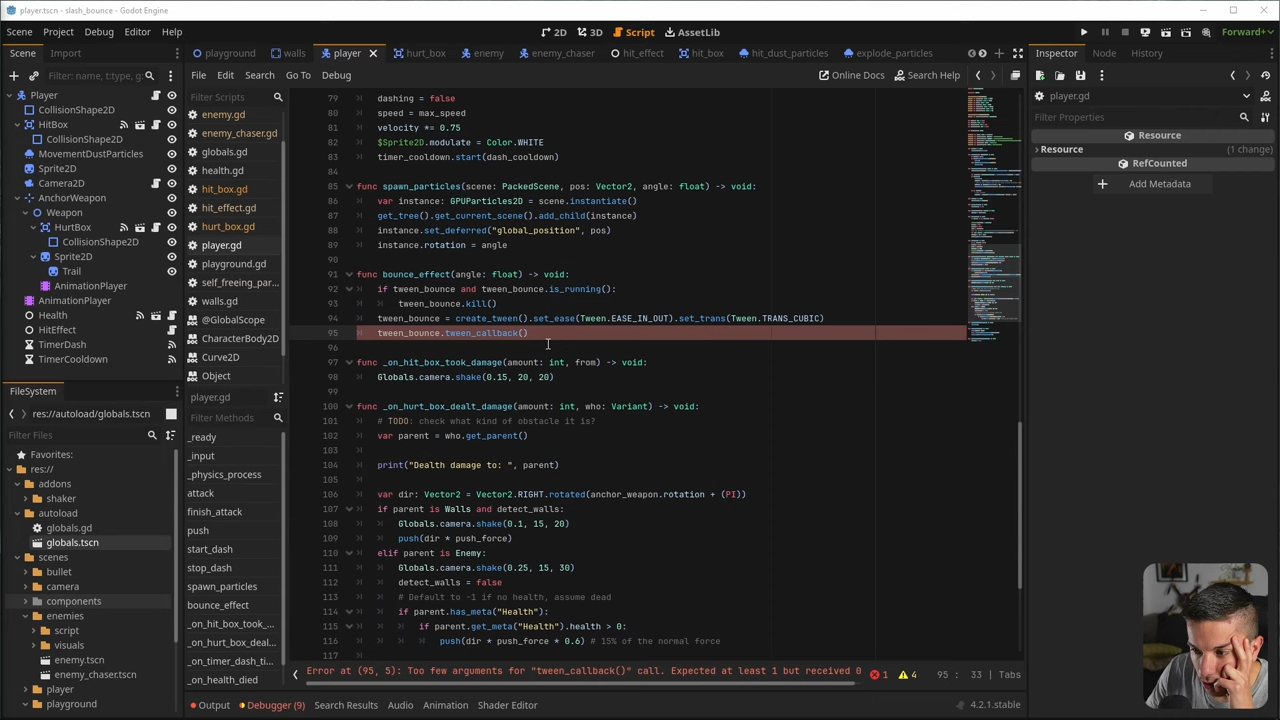 player.tscn - slash_bounce - Godot Engine
Scene Project Debug Editor Help
2D 3D Script AssetLib
Forward+
Scene Import
playground walls player hurt_box enemy enemy_chaser hit_effect hit_box hit_dust_particles explode_particles
Inspector Node History
Filter: name, t:type, g:
File Edit Search Go To Debug
Online Docs Search Help
Player
CollisionShape2D
HitBox
CollisionShape2D
MovementDustParticles
Sprite2D
Camera2D
AnchorWeapon
Weapon
HurtBox
CollisionShape2D
Sprite2D
Trail
AnimationPlayer
AnimationPlayer
Health
HitEffect
TimerDash
TimerCooldown
FileSystem
res://autoload/globals.tscn
Filter Files
Favorites:
res://
addons
shaker
autoload
globals.gd
globals.tscn
scenes
bullet
camera
components
enemies
script
visuals
enemy.tscn
enemy_chaser.tscn
player
playground
Filter Scripts
enemy.gd
enemy_chaser.gd
globals.gd
health.gd
hit_box.gd
hit_effect.gd
hurt_box.gd
player.gd
playground.gd
walls.gd
@GlobalScope
CharacterBody2D
Curve2D
Object
player.gd
Filter Methods
_ready
_input
_physics_process
attack
finish_attack
push
start_dash
stop_dash
spawn_particles
bounce_effect
_on_hit_box_took_...
_on_hurt_box_deal...
_on_timer_dash_ti...
_on_health_died
79 dashing = false
80 speed = max_speed
81 velocity *= 0.75
82 $Sprite2D.modulate = Color.WHITE
83 timer_cooldown.start(dash_cooldown)
84
85 func spawn_particles(scene: PackedScene, pos: Vector2, angle: float) -> void:
86 var instance: GPUParticles2D = scene.instantiate()
87 get_tree().get_current_scene().add_child(instance)
88 instance.set_deferred("global_position", pos)
89 instance.rotation = angle
90
91 func bounce_effect(angle: float) -> void:
92 if tween_bounce and tween_bounce.is_running():
93 tween_bounce.kill()
94 tween_bounce = create_tween().set_ease(Tween.EASE_IN_OUT).set_trans(Tween.TRANS_CUBIC)
95 tween_bounce.tween_callback()
96
97 func _on_hit_box_took_damage(amount: int, from) -> void:
98 Globals.camera.shake(0.15, 20, 20)
99
100 func _on_hurt_box_dealt_damage(amount: int, who: Variant) -> void:
101 # TODO: check what kind of obstacle it is?
102 var parent = who.get_parent()
103
104 print("Dealth damage to: ", parent)
105
106 var dir: Vector2 = Vector2.RIGHT.rotated(anchor_weapon.rotation + (PI))
107 if parent is Walls and detect_walls:
108 Globals.camera.shake(0.1, 15, 20)
109 push(dir * push_force)
110 elif parent is Enemy:
111 Globals.camera.shake(0.25, 15, 30)
112 detect_walls = false
113 # Default to -1 if no health, assume dead
114 if parent.has_meta("Health"):
115 if parent.get_meta("Health").health > 0:
116 push(dir * push_force * 0.6) # 15% of the normal force
117
Error at (95, 5): Too few arguments for "tween_callback()" call. Expected at least 1 but received 0
1 4 95 : 33 | Tabs
Output Debugger (9) Search Results Audio Animation Shader Editor
4.2.1.stable
player.gd
Filter Properties
Resource
Resource (1 change)
RefCounted
Add Metadata